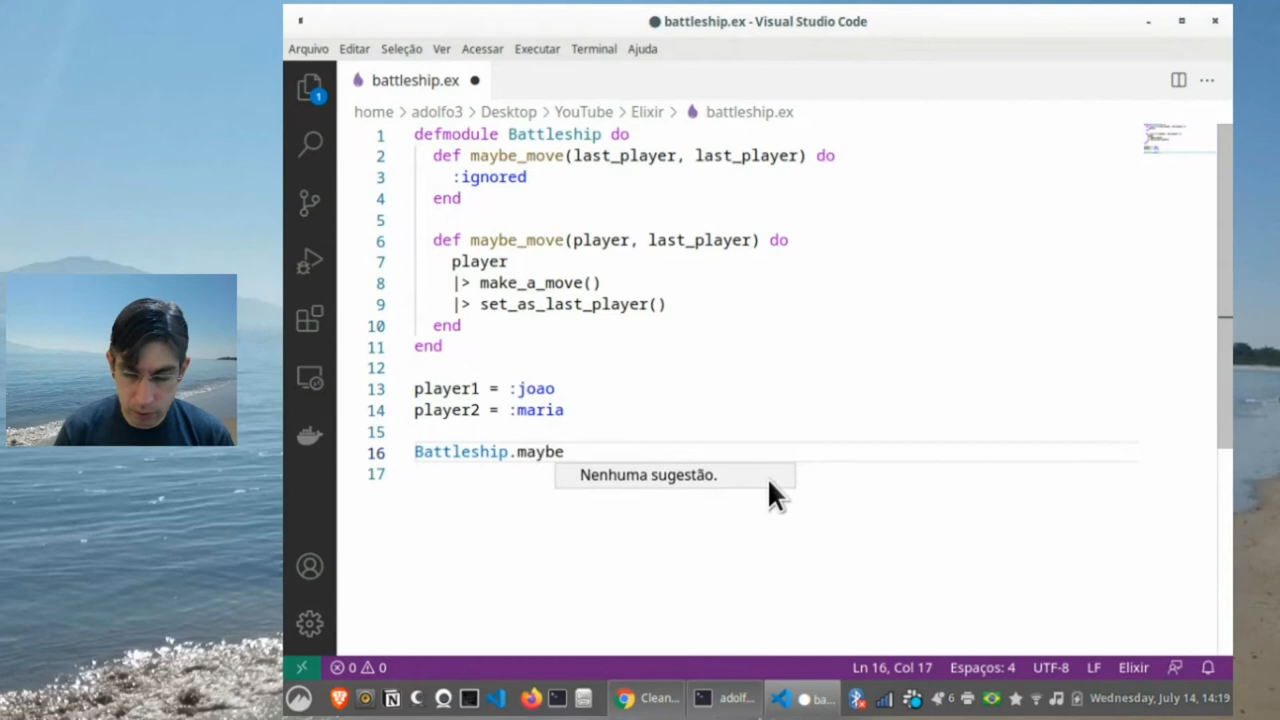 battleship.ex - Visual Studio Code
Arquivo Editar Seleção Ver Acessar Executar Terminal Ajuda
battleship.ex
home > adolfo3 > Desktop > YouTube > Elixir > battleship.ex
1 defmodule Battleship do
2 def maybe_move(last_player, last_player) do
3 :ignored
4 end
5
6 def maybe_move(player, last_player) do
7 player
8 |> make_a_move()
9 |> set_as_last_player()
10 end
11 end
12
13 player1 = :joao
14 player2 = :maria
15
16 Battleship.maybe
Nenhuma sugestão.
17
1
0 0 Ln 16, Col 17 Espaços: 4 UTF-8 LF Elixir
Clean... adolf... ba... 6 Wednesday, July 14, 14:19